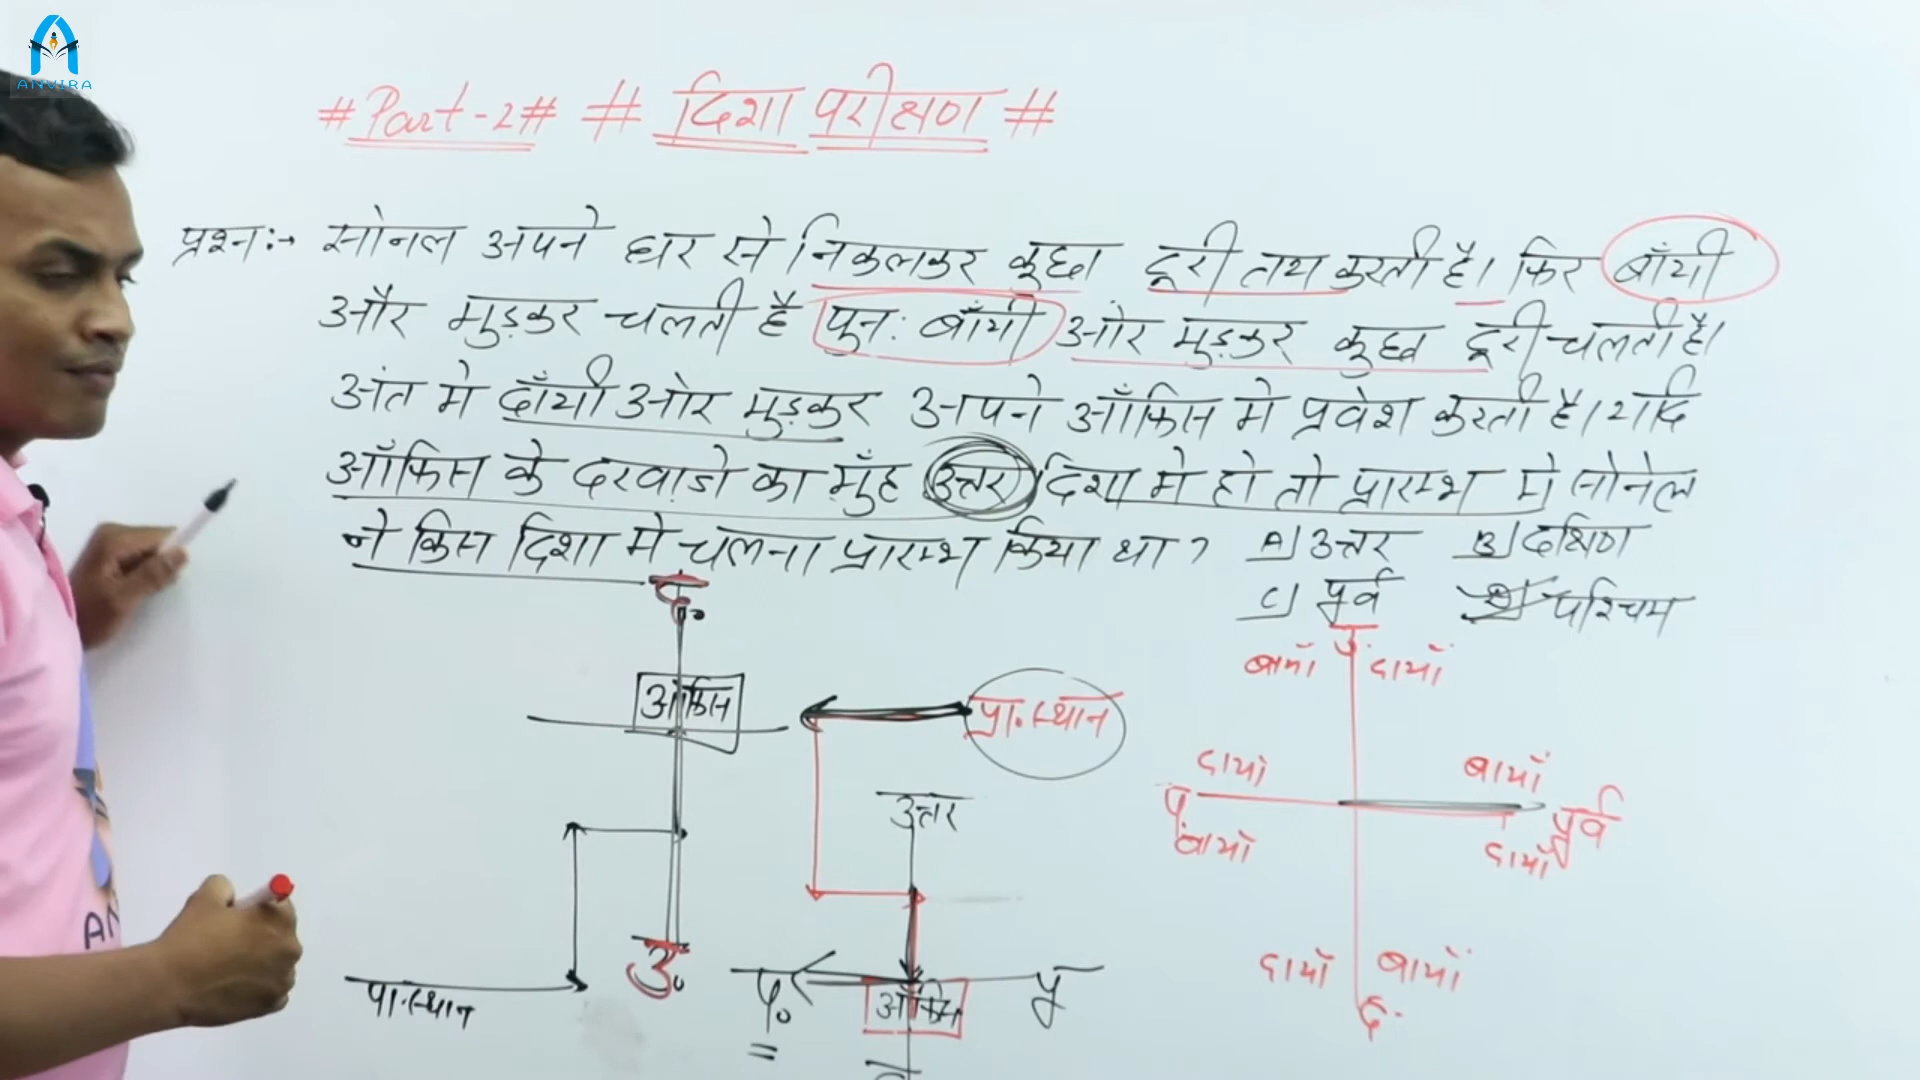 ANVIRA
#Part-2# # दिशा परीक्षण #
प्रश्न:→ सोनल अपने घर से निकलकर कुछ दूरी तय करती है। फिर बाँयी
और मुड़कर चलती है पुन: बाँयी ओर मुड़कर कुछ दूरी चलती है।
अंत मे दाँयी ओर मुड़कर अपने ऑफिस मे प्रवेश करती है। यदि
ऑफिस के दरवाजे का मुँह उत्तर दिशा मे हो तो प्रारम्भ मे सोनल
ने किस दिशा मे चलना प्रारम्भ किया था ? A) उत्तर B) दक्षिण
C) पूर्व D) पश्चिम
द.
उ.
बायाँ दायाँ
ऑफिस
प्रा.स्थान
दायाँ बायाँ
उत्तर
प. पूर्व
बायाँ दायाँ
उ.
दायाँ बायाँ
प्रा.स्थान
प. ऑफिस पू
द.
AN